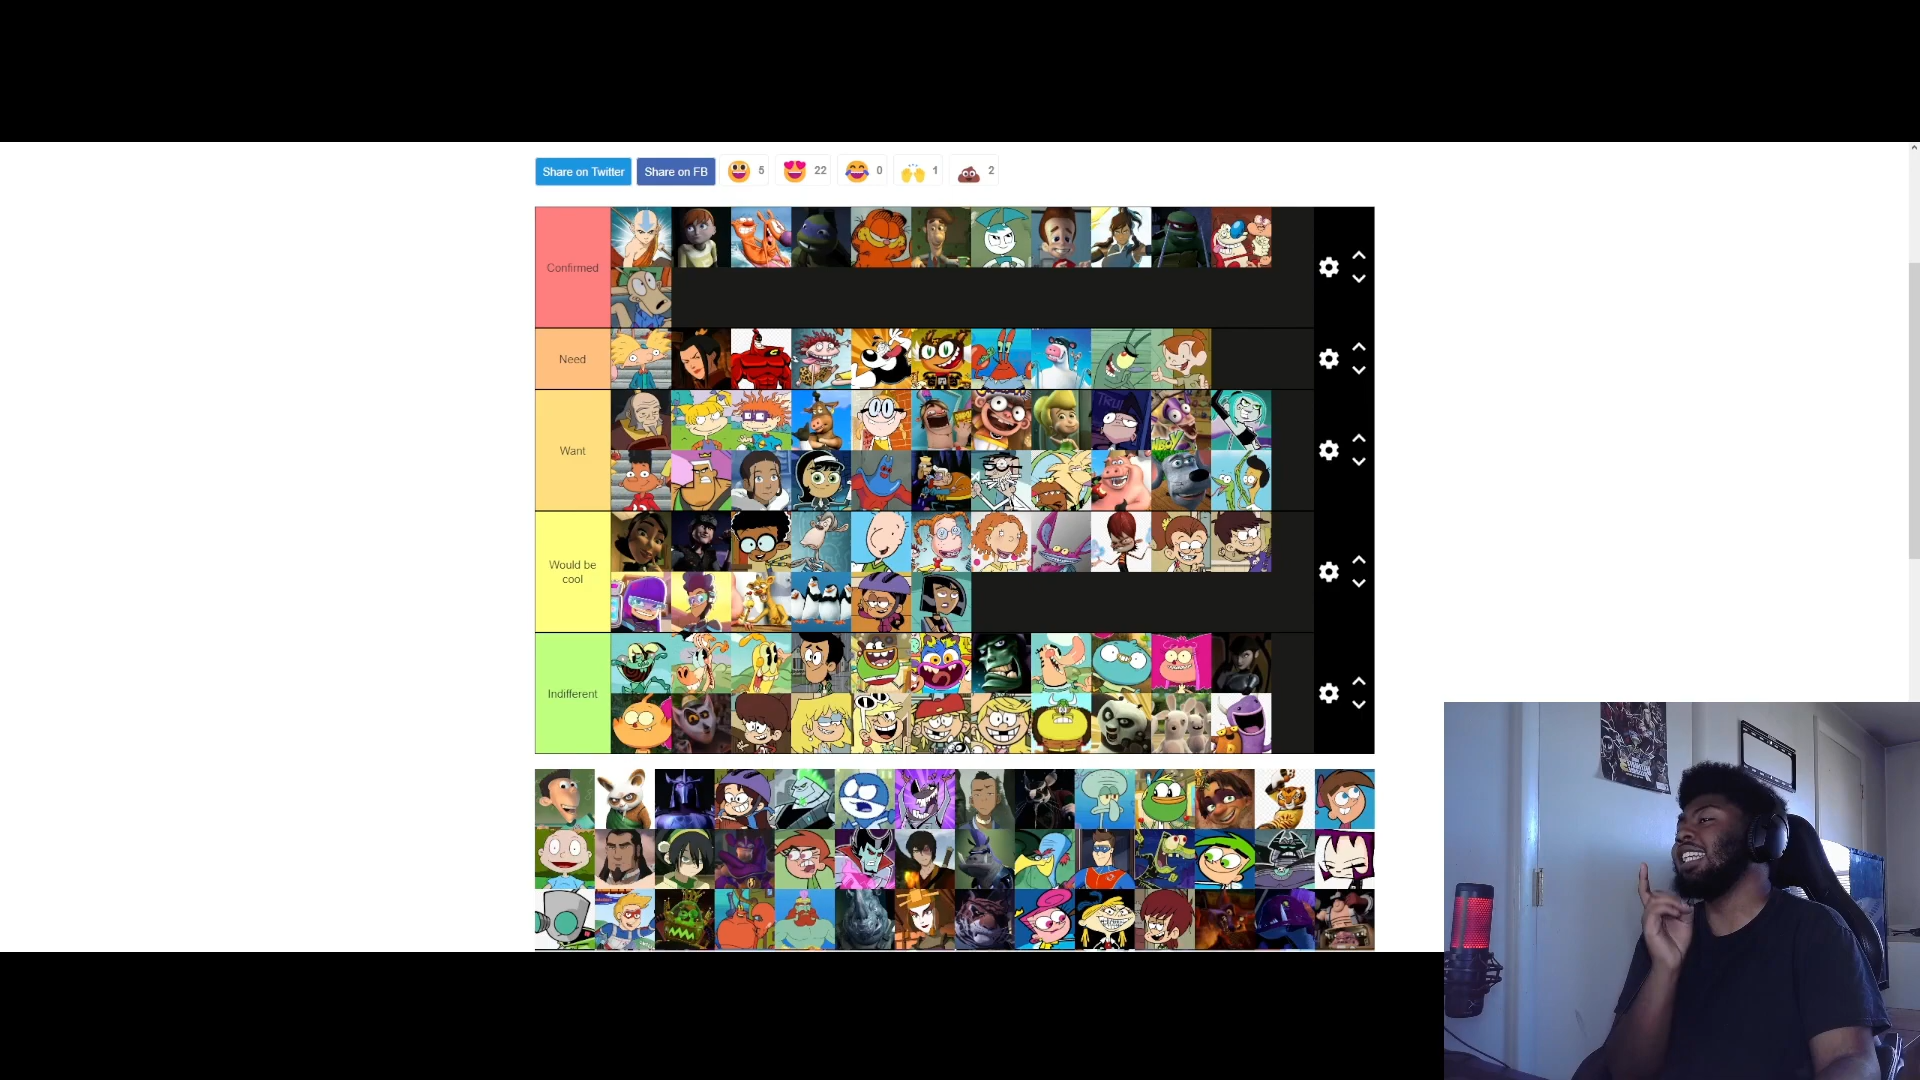 Share on Twitter
Share on FB
5
22
0
1
2
Confirmed
Need
Want
Would be
cool
Indifferent